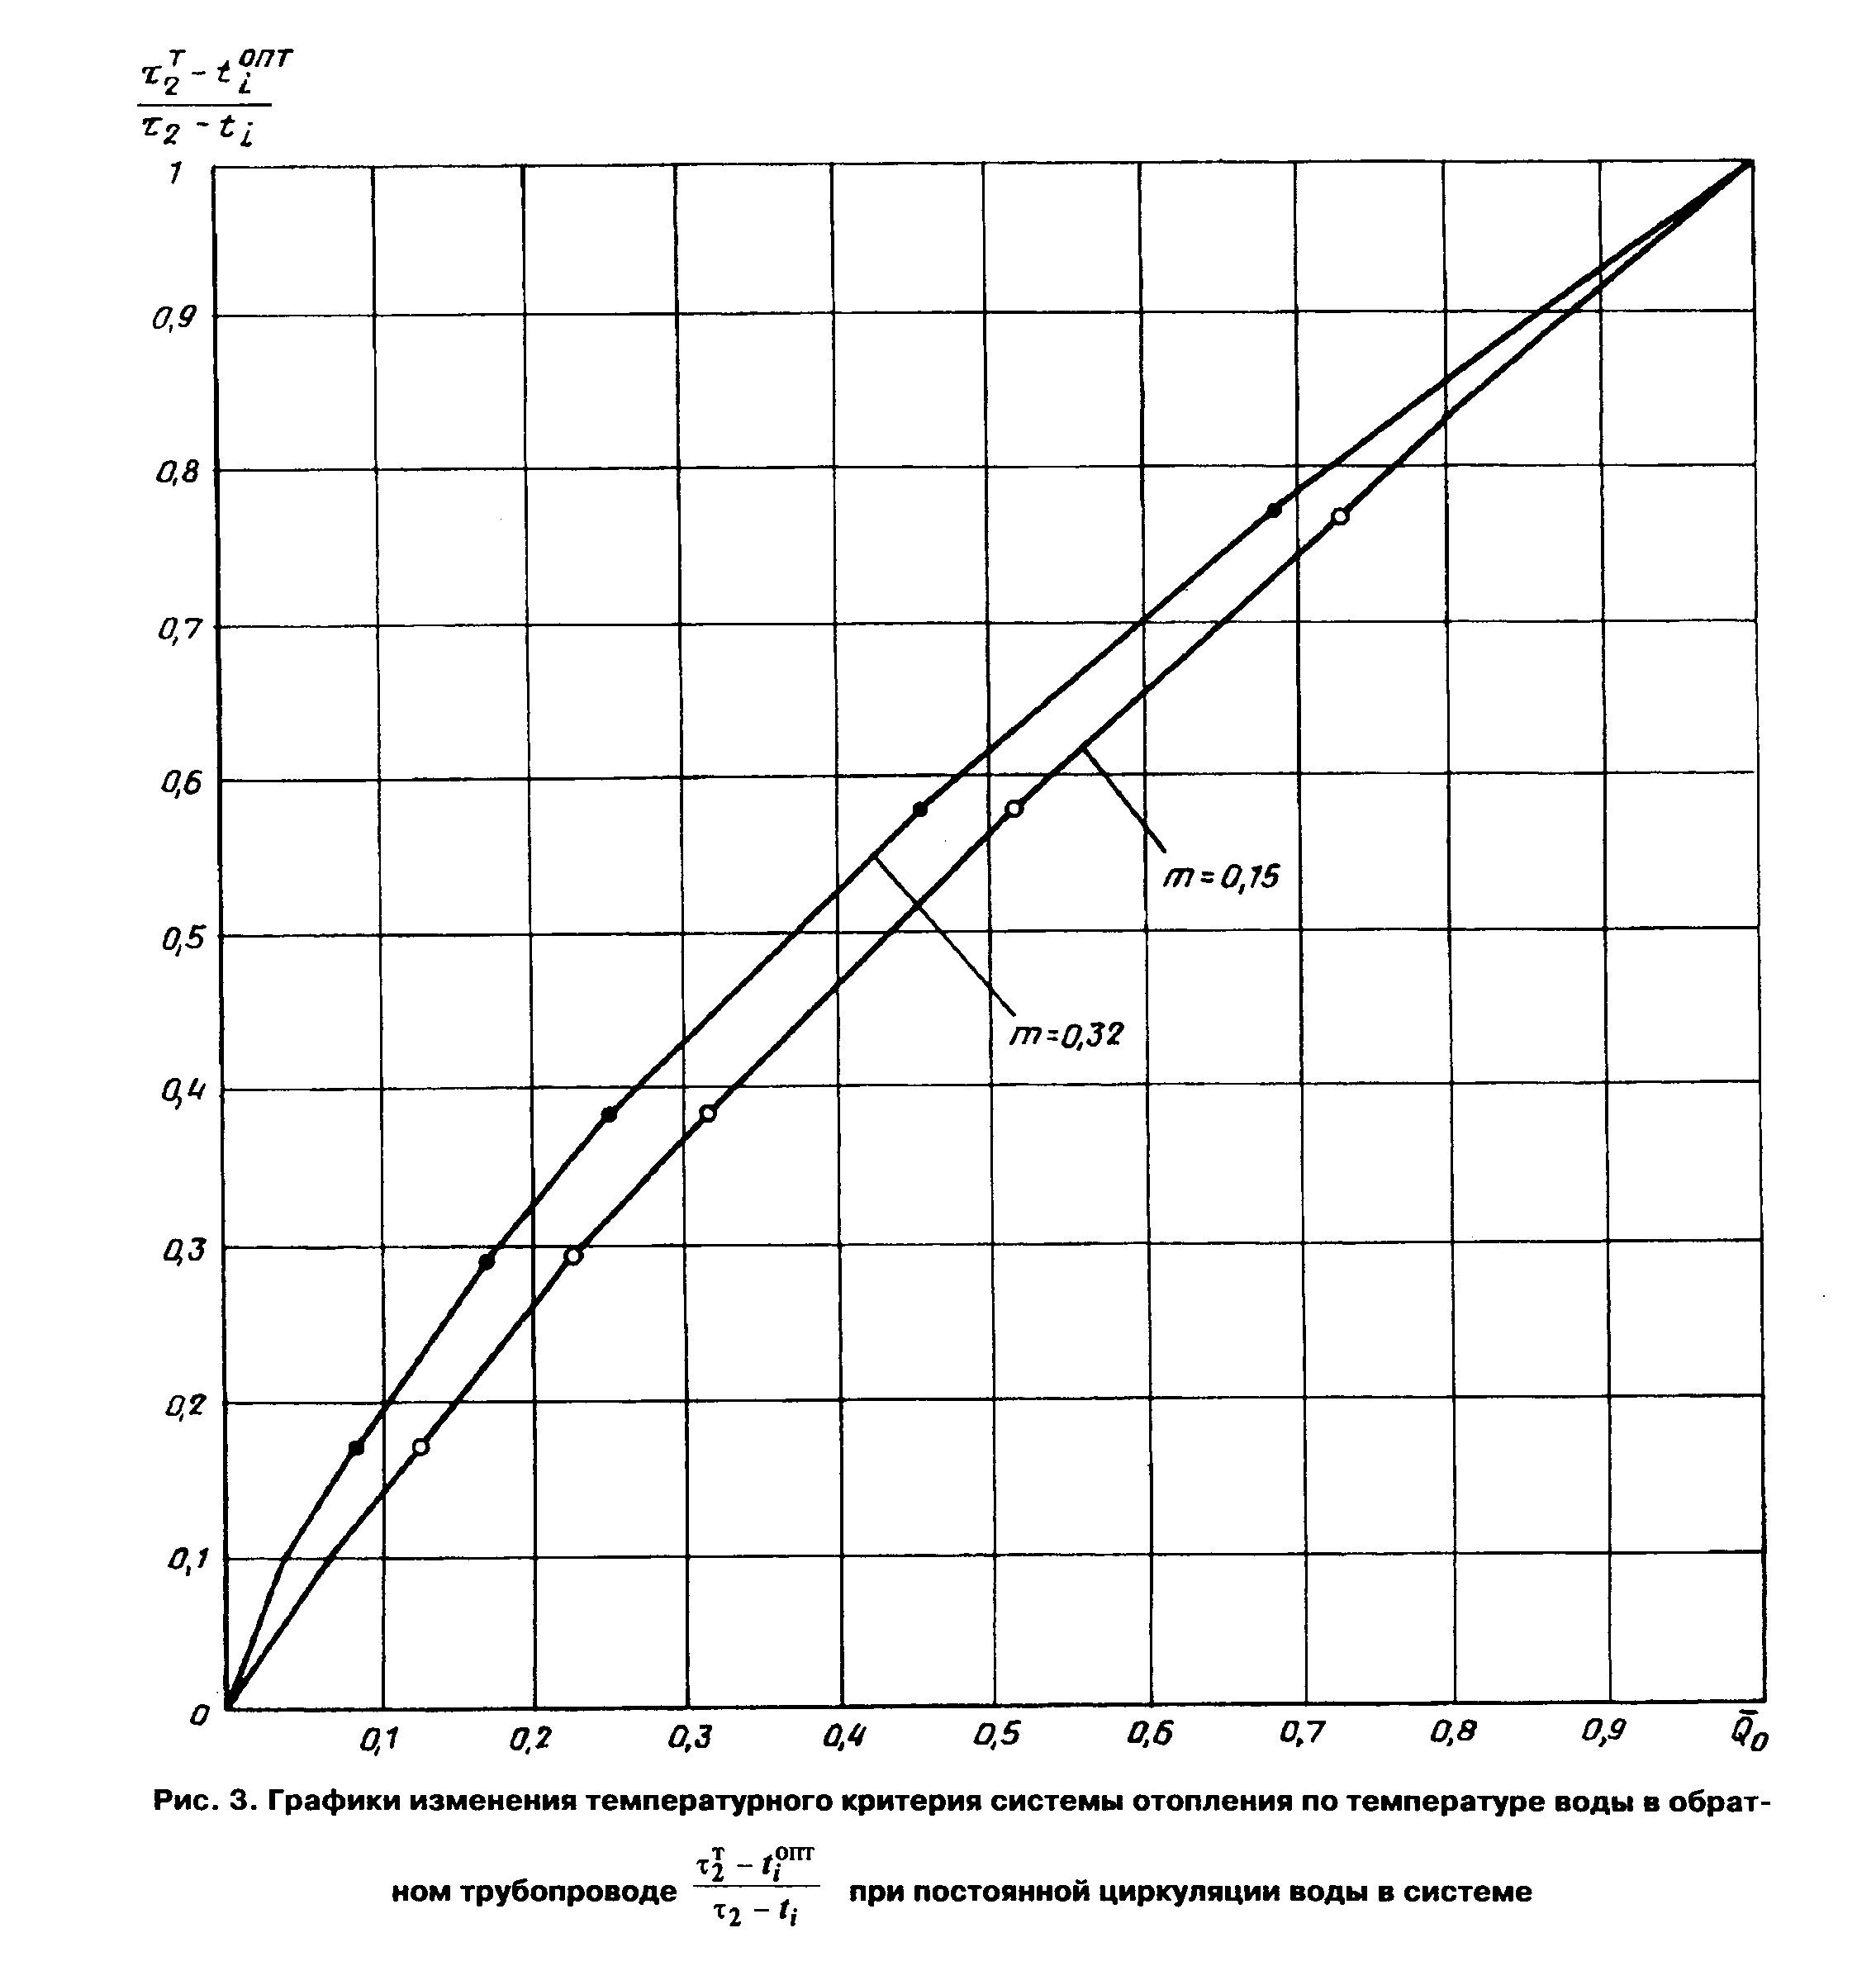 τ₂ᵀ - tᵢᵒᵖᵗ
τ₂ - tᵢ
1
0,9
0,8
0,7
0,6
0,5
0,4
0,3
0,2
0,1
0
m=0,15
m=0,32
0,1 0,2 0,3 0,4 0,5 0,6 0,7 0,8 0,9 Q̄₀
Рис. 3. Графики изменения температурного критерия системы отопления по температуре воды в обрат-
ном трубопроводе (τ₂ᵀ – tᵢ^опт)/(τ₂ – tᵢ) при постоянной циркуляции воды в системе